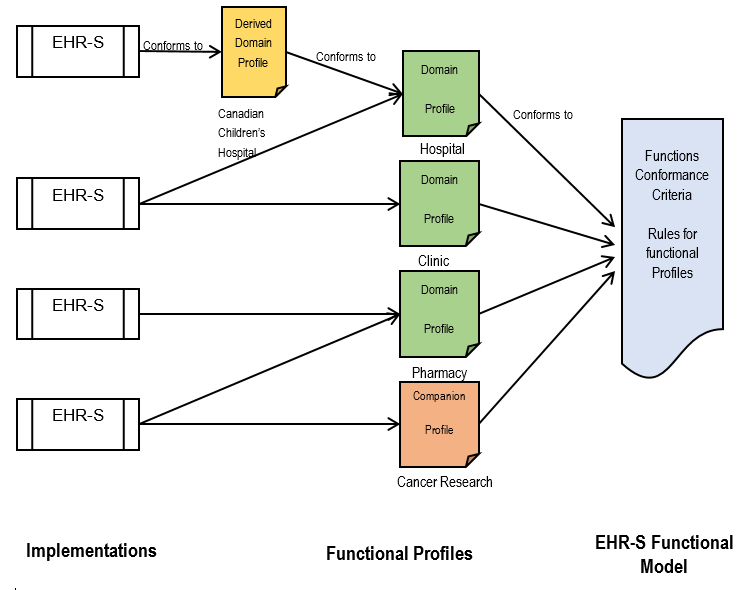 EHR-S
Conforms to
Derived
Domain
Profile
Canadian
Children's
Hospital
Conforms to
Domain
Profile
Hospital
Conforms to
EHR-S
Domain
Profile
Clinic
EHR-S
Domain
Profile
Pharmacy
EHR-S
Companion
Profile
Cancer Research
Functions
Conformance
Criteria
Rules for
functional
Profiles
Implementations
Functional Profiles
EHR-S Functional
Model